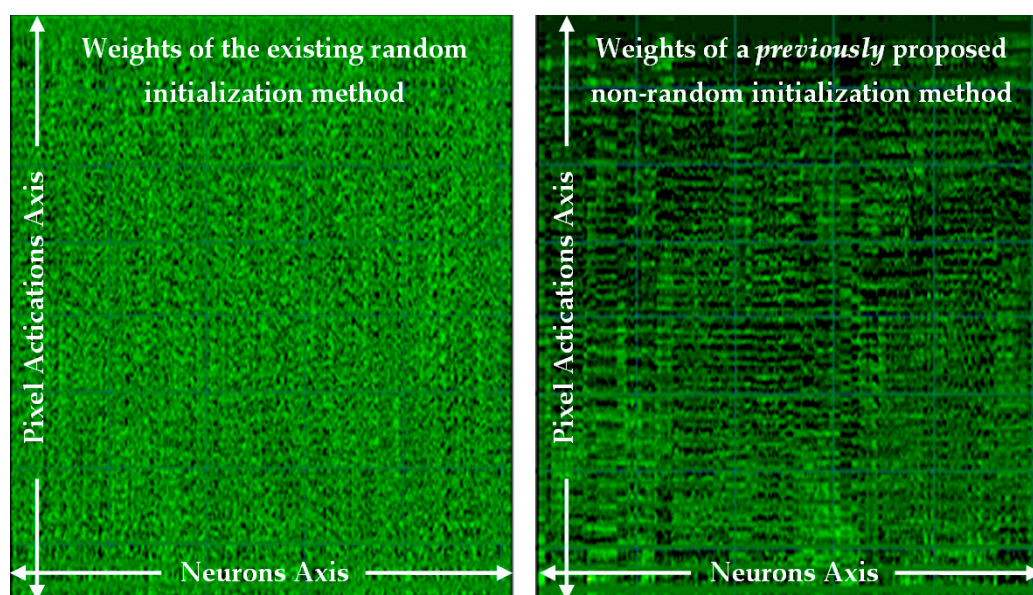 Weights of the existing random
initialization method
Pixel Actications Axis
Neurons Axis
Weights of a previously proposed
non-random initialization method
Pixel Actications Axis
Neurons Axis